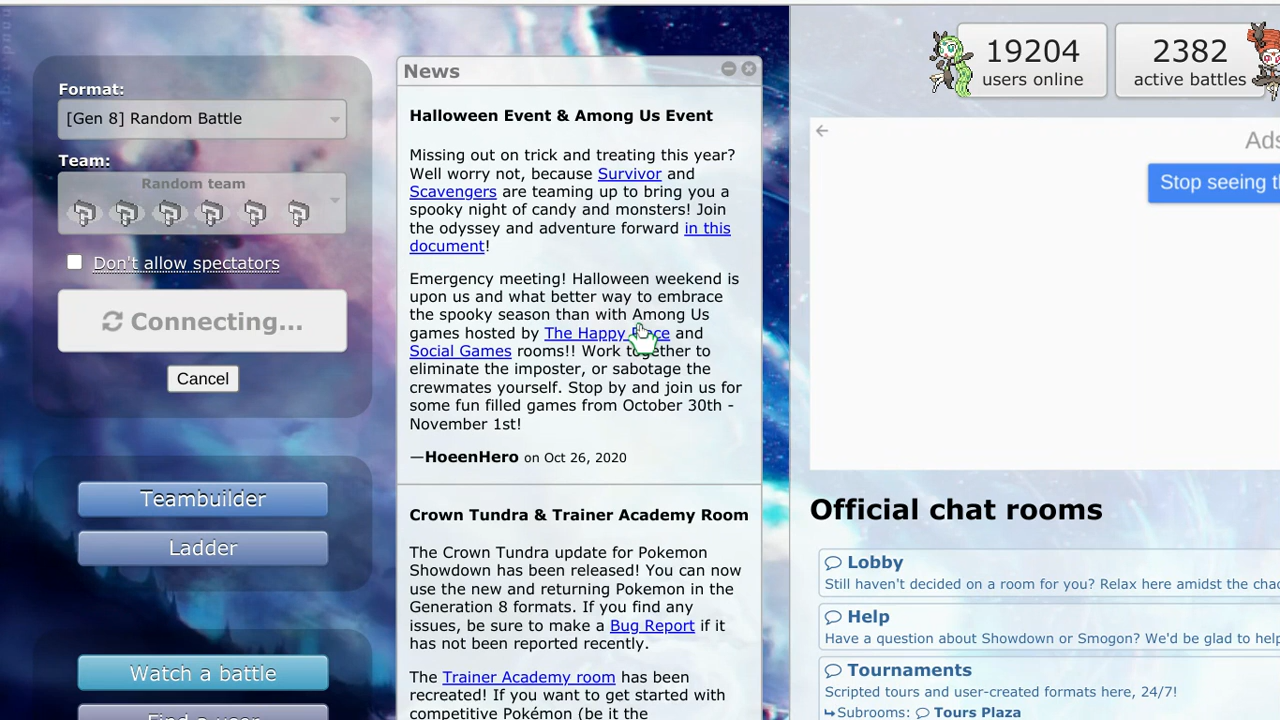 Format:
[Gen 8] Random Battle
Team:
Random team
Don't allow spectators
Connecting...
Cancel
Teambuilder
Ladder
Watch a battle
Find a user
News
Halloween Event & Among Us Event
Missing out on trick and treating this year?
Well worry not, because Survivor and
Scavengers are teaming up to bring you a
spooky night of candy and monsters! Join
the odyssey and adventure forward in this
document!
Emergency meeting! Halloween weekend is
upon us and what better way to embrace
the spooky season than with Among Us
games hosted by The Happy Place and
Social Games rooms!! Work together to
eliminate the imposter, or sabotage the
crewmates yourself. Stop by and join us for
some fun filled games from October 30th -
November 1st!
—HoeenHero on Oct 26, 2020
Crown Tundra & Trainer Academy Room
The Crown Tundra update for Pokemon
Showdown has been released! You can now
use the new and returning Pokemon in the
Generation 8 formats. If you find any
issues, be sure to make a Bug Report if it
has not been reported recently.
The Trainer Academy room has been
recreated! If you want to get started with
competitive Pokémon (be it the
19204
users online
2382
active battles
Ads
Stop seeing th
Official chat rooms
Lobby
Still haven't decided on a room for you? Relax here amidst the chao
Help
Have a question about Showdown or Smogon? We'd be glad to help
Tournaments
Scripted tours and user-created formats here, 24/7!
Subrooms: Tours Plaza